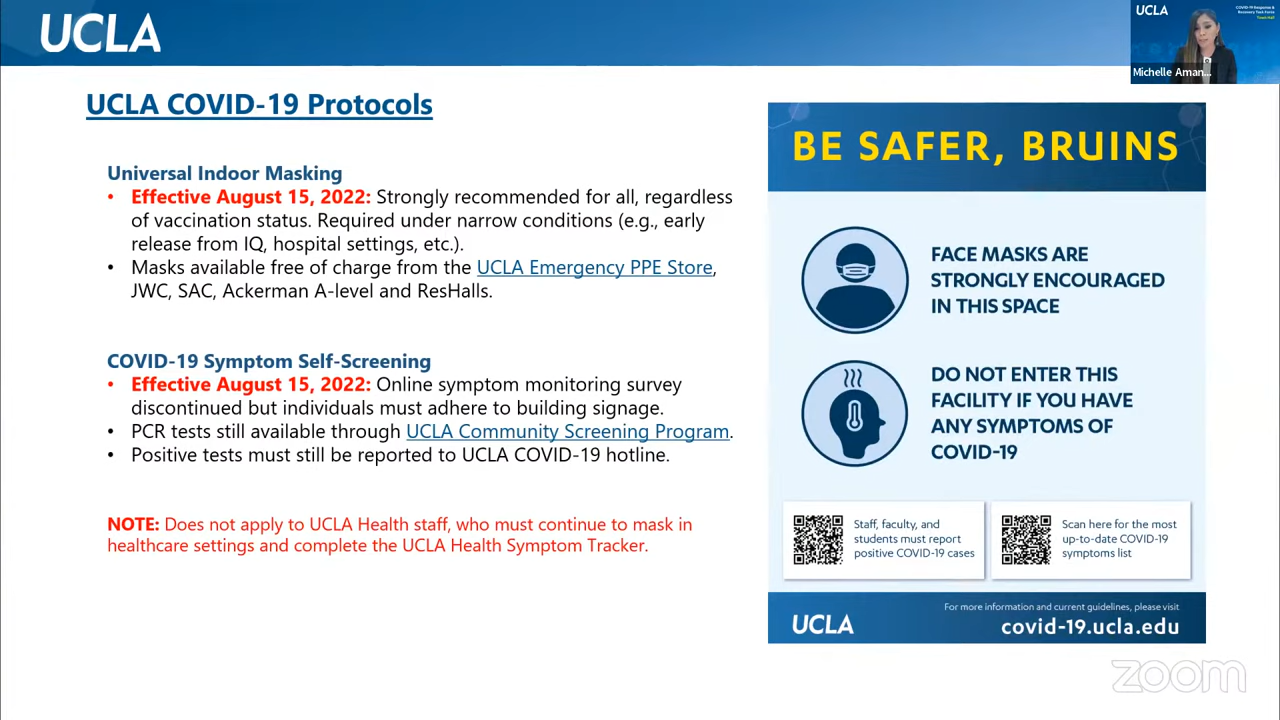 UCLA
UCLA
COVID-19 Response &
Recovery Task Force
Town Hall
Michelle Aman...
UCLA COVID-19 Protocols
Universal Indoor Masking
• Effective August 15, 2022: Strongly recommended for all, regardless
of vaccination status. Required under narrow conditions (e.g., early
release from IQ, hospital settings, etc.).
• Masks available free of charge from the UCLA Emergency PPE Store,
JWC, SAC, Ackerman A-level and ResHalls.
COVID-19 Symptom Self-Screening
• Effective August 15, 2022: Online symptom monitoring survey
discontinued but individuals must adhere to building signage.
• PCR tests still available through UCLA Community Screening Program.
• Positive tests must still be reported to UCLA COVID-19 hotline.
NOTE: Does not apply to UCLA Health staff, who must continue to mask in
healthcare settings and complete the UCLA Health Symptom Tracker.
BE SAFER, BRUINS
FACE MASKS ARE
STRONGLY ENCOURAGED
IN THIS SPACE
DO NOT ENTER THIS
FACILITY IF YOU HAVE
ANY SYMPTOMS OF
COVID-19
Staff, faculty, and
students must report
positive COVID-19 cases
Scan here for the most
up-to-date COVID-19
symptoms list
UCLA
For more information and current guidelines, please visit
covid-19.ucla.edu
zoom